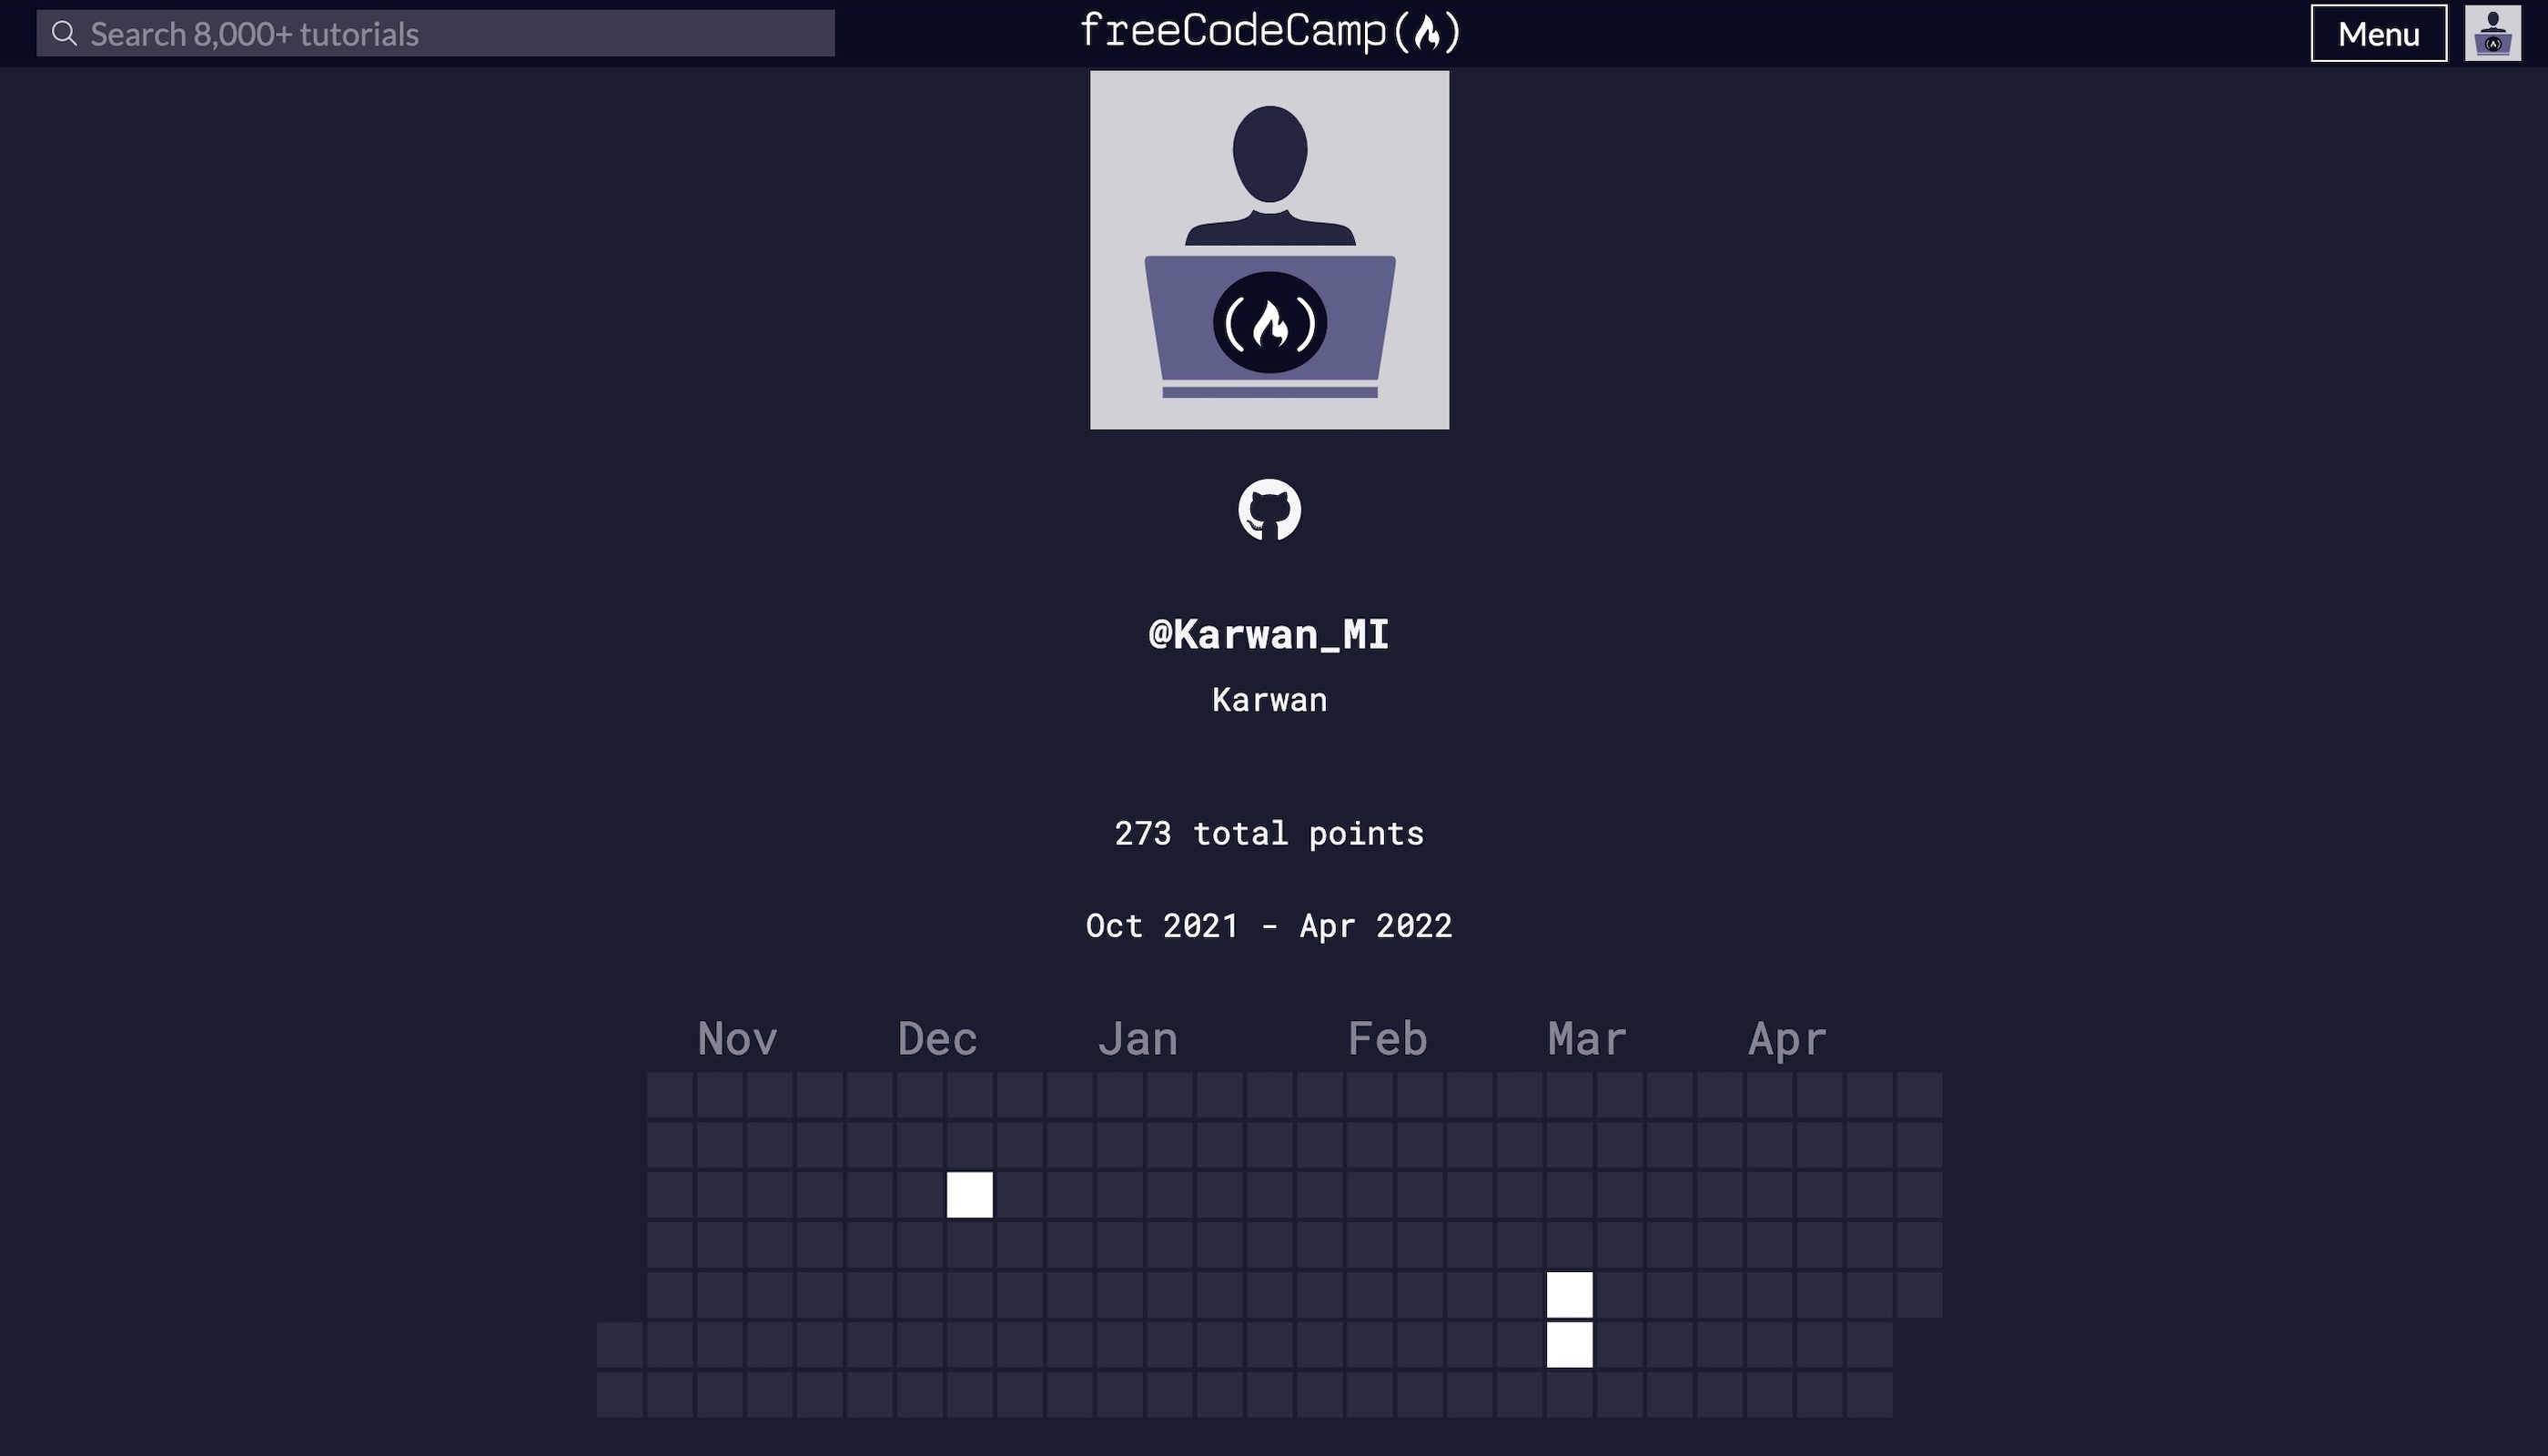 Search 8,000+ tutorials
freeCodeCamp
Menu
@Karwan_MI
Karwan
273 total points
Oct 2021 - Apr 2022
Nov Dec Jan Feb Mar Apr